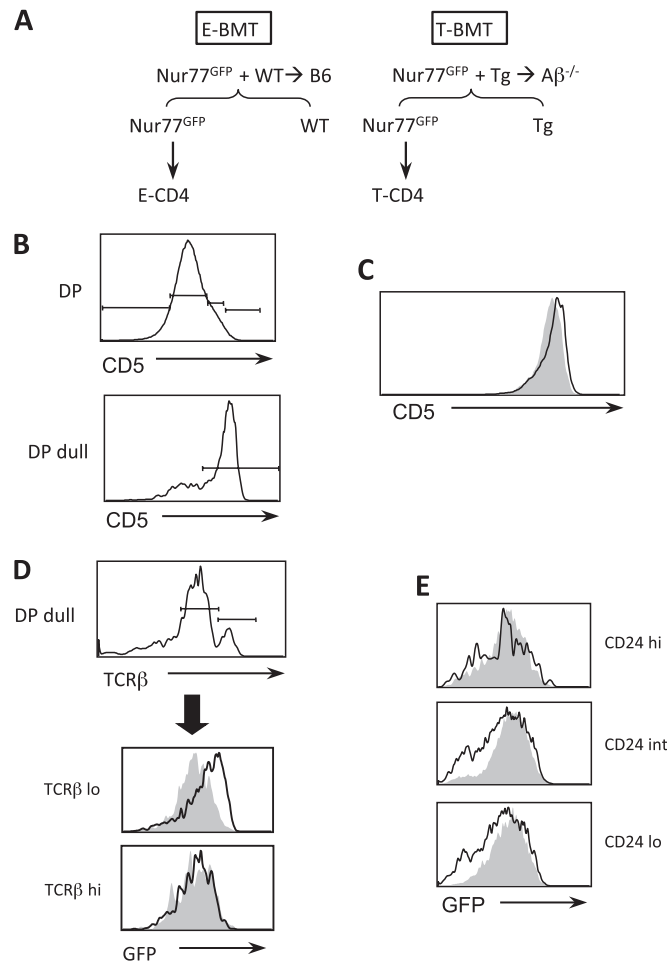 A
E-BMT
T-BMT
Nur77GFP + WT → B6
Nur77GFP + Tg → Aβ-/-
Nur77GFP
WT
Nur77GFP
Tg
E-CD4
T-CD4
B
DP
CD5
DP dull
CD5
C
CD5
D
DP dull
TCRβ
TCRβ lo
TCRβ hi
GFP
E
CD24 hi
CD24 int
CD24 lo
GFP